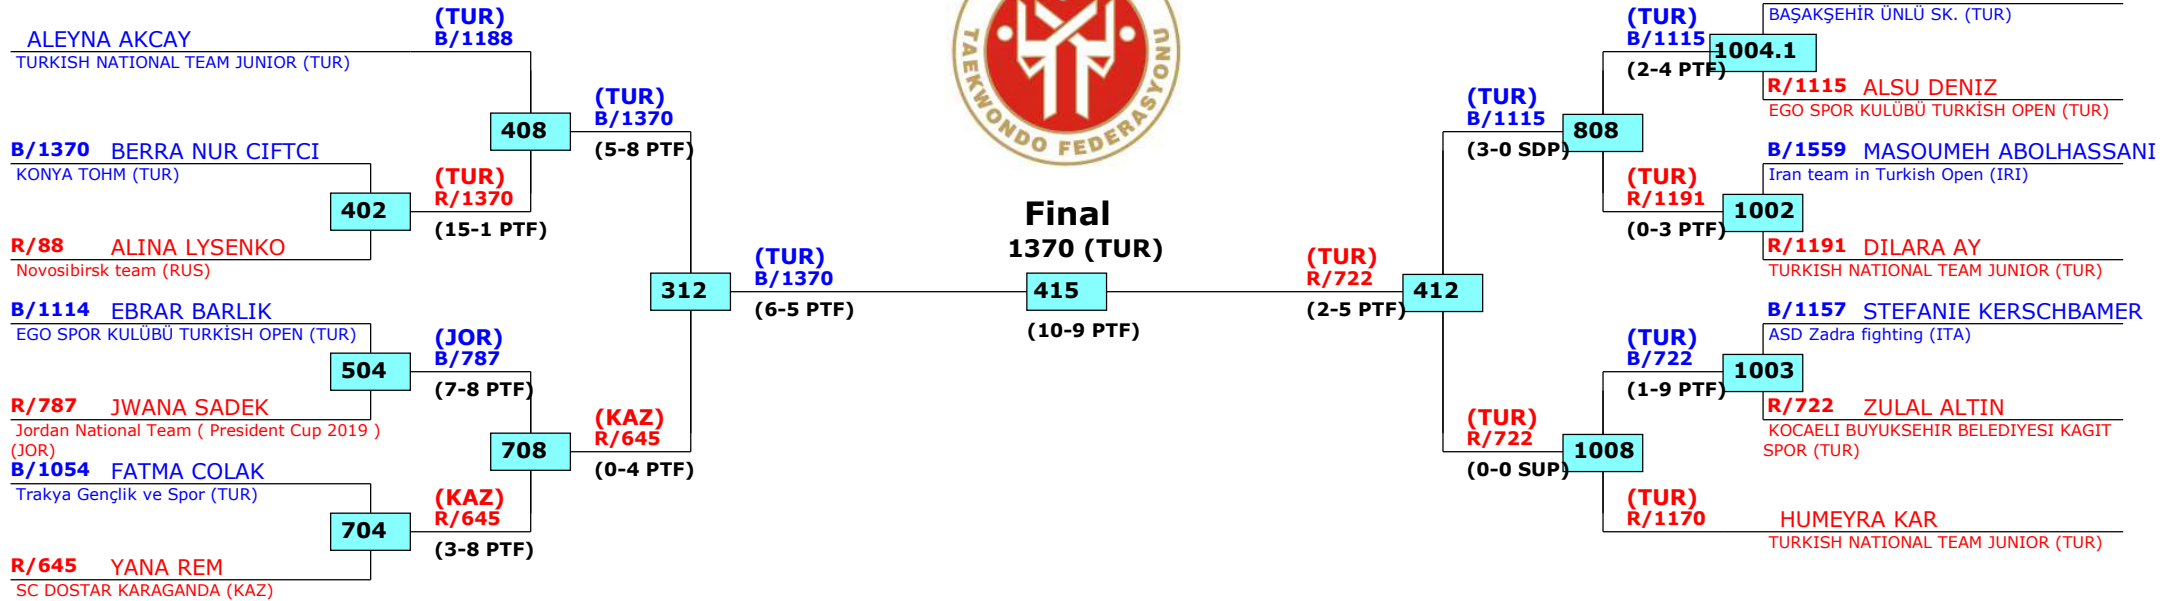 (TUR)
B/1188
ALEYNA AKCAY
TURKISH NATIONAL TEAM JUNIOR (TUR)
408
(TUR)
B/1370
(5-8 PTF)
B/1370 BERRA NUR CIFTCI
KONYA TOHM (TUR)
402
(TUR)
R/1370
(15-1 PTF)
R/88 ALINA LYSENKO
Novosibirsk team (RUS)
312
(TUR)
B/1370
(6-5 PTF)
B/1114 EBRAR BARLIK
EGO SPOR KULÜBÜ TURKİSH OPEN (TUR)
504
(JOR)
B/787
(7-8 PTF)
R/787 JWANA SADEK
Jordan National Team ( President Cup 2019 )
(JOR)
708
(KAZ)
R/645
(0-4 PTF)
B/1054 FATMA COLAK
Trakya Gençlik ve Spor (TUR)
704
(KAZ)
R/645
(3-8 PTF)
R/645 YANA REM
SC DOSTAR KARAGANDA (KAZ)
TAEKWONDO FEDERASYONU
Final
1370 (TUR)
415
(10-9 PTF)
(TUR)
R/722
(2-5 PTF)
412
(TUR)
B/1115
(3-0 SDP)
808
(TUR)
B/1115
(2-4 PTF)
1004.1
BAŞAKŞEHİR ÜNLÜ SK. (TUR)
R/1115 ALSU DENIZ
EGO SPOR KULÜBÜ TURKİSH OPEN (TUR)
B/1559 MASOUMEH ABOLHASSANI
Iran team in Turkish Open (IRI)
(TUR)
R/1191
(0-3 PTF)
1002
R/1191 DILARA AY
TURKISH NATIONAL TEAM JUNIOR (TUR)
B/1157 STEFANIE KERSCHBAMER
ASD Zadra fighting (ITA)
(TUR)
B/722
(1-9 PTF)
1003
R/722 ZULAL ALTIN
KOCAELI BUYUKSEHIR BELEDIYESI KAGIT
SPOR (TUR)
(TUR)
R/722
(0-0 SUP)
1008
(TUR)
R/1170
HUMEYRA KAR
TURKISH NATIONAL TEAM JUNIOR (TUR)